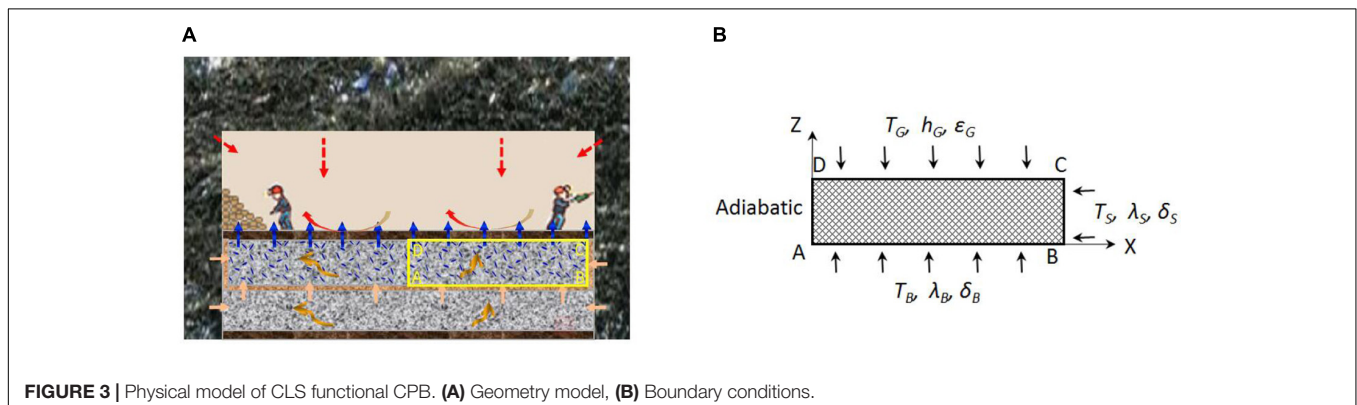 A
B
D
C
A
B
Z
T_G, h_G, ε_G
D
C
Adiabatic
T_S, λ_S, δ_S
A
B
X
T_B, λ_B, δ_B
FIGURE 3 | Physical model of CLS functional CPB. (A) Geometry model, (B) Boundary conditions.